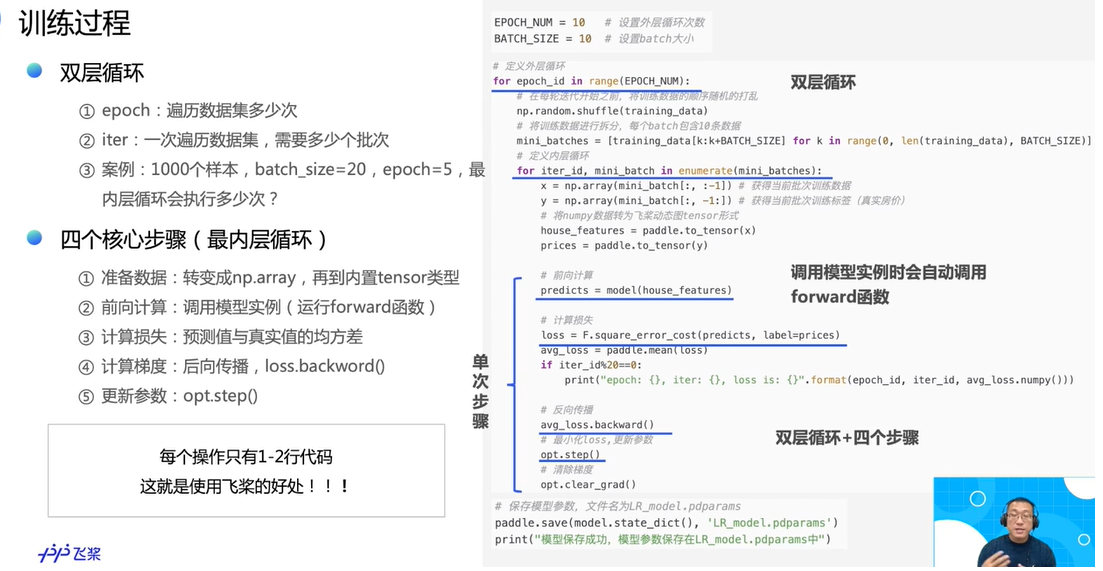 训练过程
双层循环
① epoch：遍历数据集多少次
② iter：一次遍历数据集，需要多少个批次
③ 案例：1000个样本，batch_size=20，epoch=5，最
内层循环会执行多少次？
四个核心步骤（最内层循环）
① 准备数据：转变成np.array，再到内置tensor类型
② 前向计算：调用模型实例（运行forward函数）
③ 计算损失：预测值与真实值的均方差
④ 计算梯度：后向传播，loss.backword()
⑤ 更新参数：opt.step()
每个操作只有1-2行代码
这就是使用飞桨的好处！！！
飞桨
EPOCH_NUM = 10 # 设置外层循环次数
BATCH_SIZE = 10 # 设置batch大小
# 定义外层循环
for epoch_id in range(EPOCH_NUM):
双层循环
# 在每轮迭代开始之前，将训练数据的顺序随机的打乱
np.random.shuffle(training_data)
# 将训练数据进行拆分，每个batch包含10条数据
mini_batches = [training_data[k:k+BATCH_SIZE] for k in range(0, len(training_data), BATCH_SIZE)]
# 定义内层循环
for iter_id, mini_batch in enumerate(mini_batches):
x = np.array(mini_batch[:, :-1]) # 获得当前批次训练数据
y = np.array(mini_batch[:, -1:]) # 获得当前批次训练标签（真实房价）
# 将numpy数据转为飞桨动态图tensor形式
house_features = paddle.to_tensor(x)
prices = paddle.to_tensor(y)
# 前向计算
predicts = model(house_features)
调用模型实例时会自动调用
forward函数
# 计算损失
loss = F.square_error_cost(predicts, label=prices)
avg_loss = paddle.mean(loss)
if iter_id%20==0:
print("epoch: {}, iter: {}, loss is: {}".format(epoch_id, iter_id, avg_loss.numpy()))
单次步骤
# 反向传播
avg_loss.backward()
# 最小化loss,更新参数
opt.step()
双层循环+四个步骤
# 清除梯度
opt.clear_grad()
# 保存模型参数，文件名为LR_model.pdparams
paddle.save(model.state_dict(), 'LR_model.pdparams')
print("模型保存成功，模型参数保存在LR_model.pdparams中")